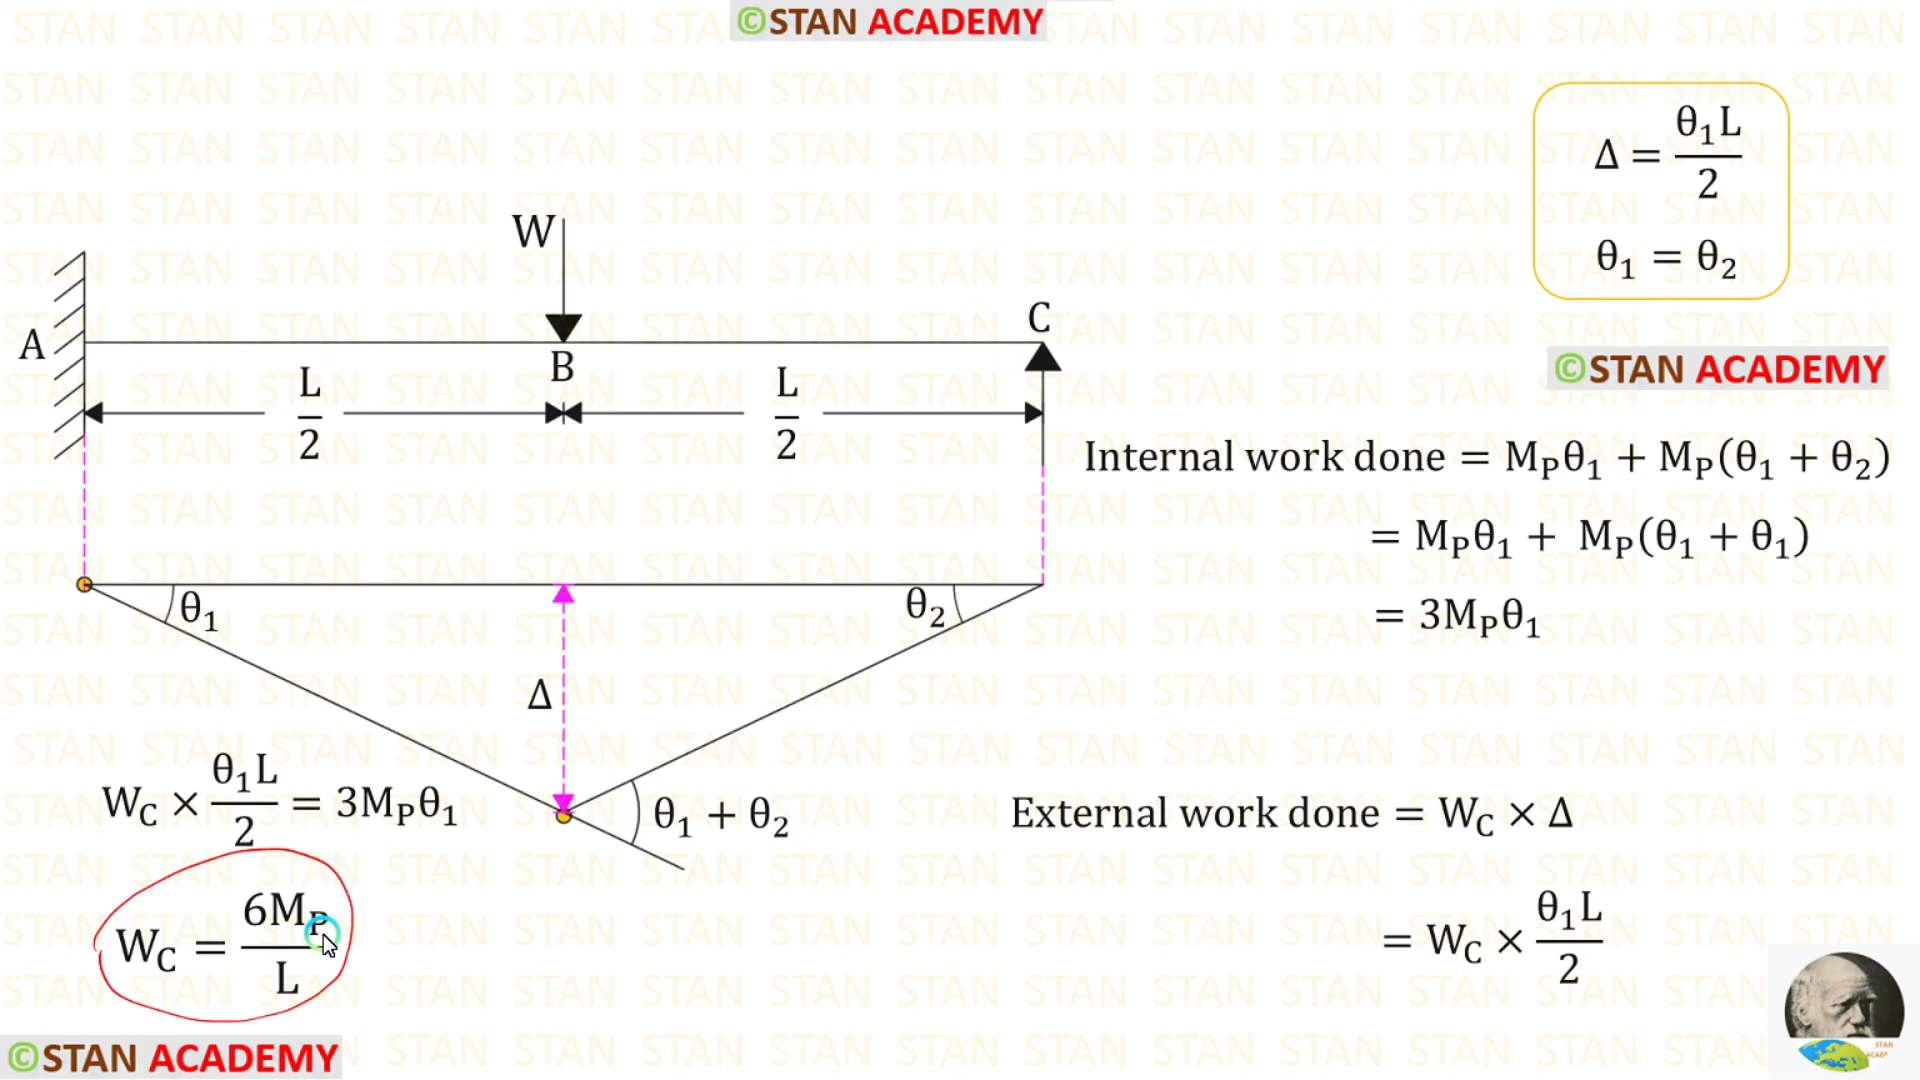 ©STAN ACADEMY
Δ = θ₁L / 2
θ₁ = θ₂
W
A
B
C
L/2
L/2
©STAN ACADEMY
Internal work done = M_Pθ₁ + M_P(θ₁ + θ₂)
= M_Pθ₁ + M_P(θ₁ + θ₁)
= 3M_Pθ₁
θ₁
θ₂
Δ
θ₁ + θ₂
W_C × θ₁L/2 = 3M_Pθ₁
W_C = 6M_P/L
External work done = W_C × Δ
= W_C × θ₁L/2
©STAN ACADEMY
STAN